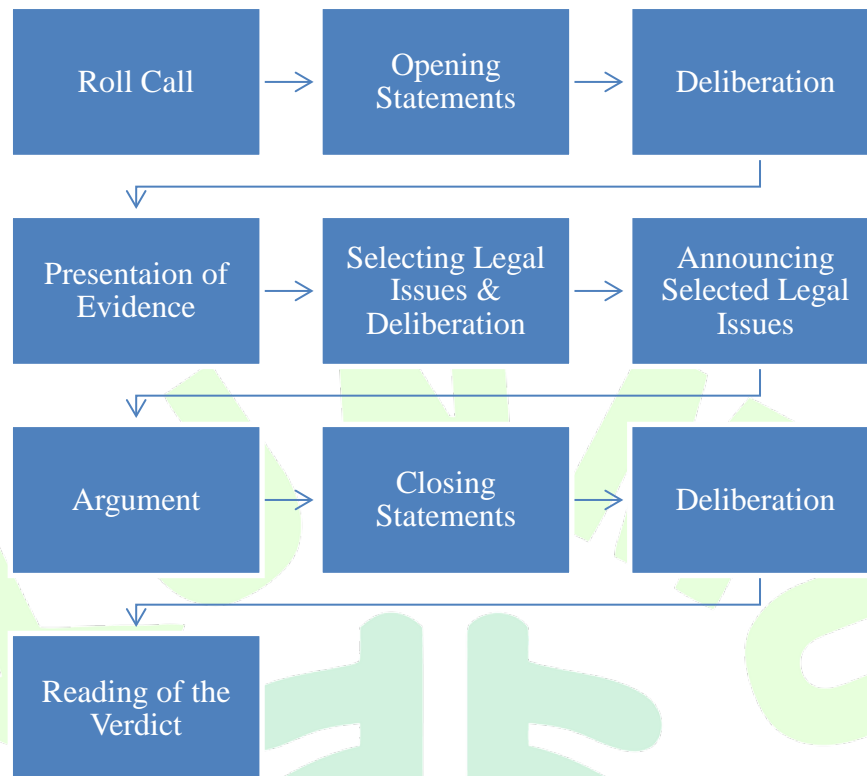 Roll Call
Opening
Statements
Deliberation
Presentaion of
Evidence
Selecting Legal
Issues &
Deliberation
Announcing
Selected Legal
Issues
Argument
Closing
Statements
Deliberation
Reading of the
Verdict